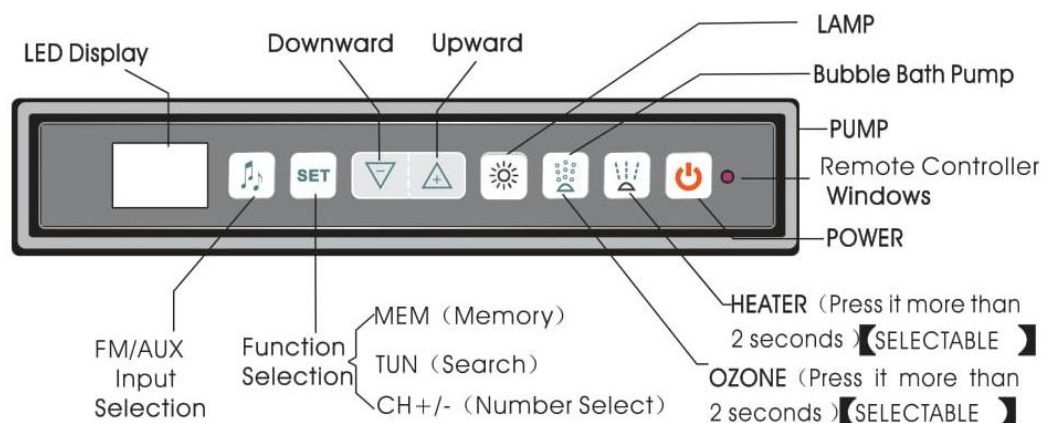 LED Display
Downward
Upward
LAMP
Bubble Bath Pump
PUMP
Remote Controller
Windows
POWER
SET
-
+
FM/AUX
Input
Selection
Function
Selection
MEM（Memory）
TUN（Search）
CH+/-（Number Select）
HEATER（Press it more than
2 seconds ）【SELECTABLE 】
OZONE（Press it more than
2 seconds ）【SELECTABLE 】